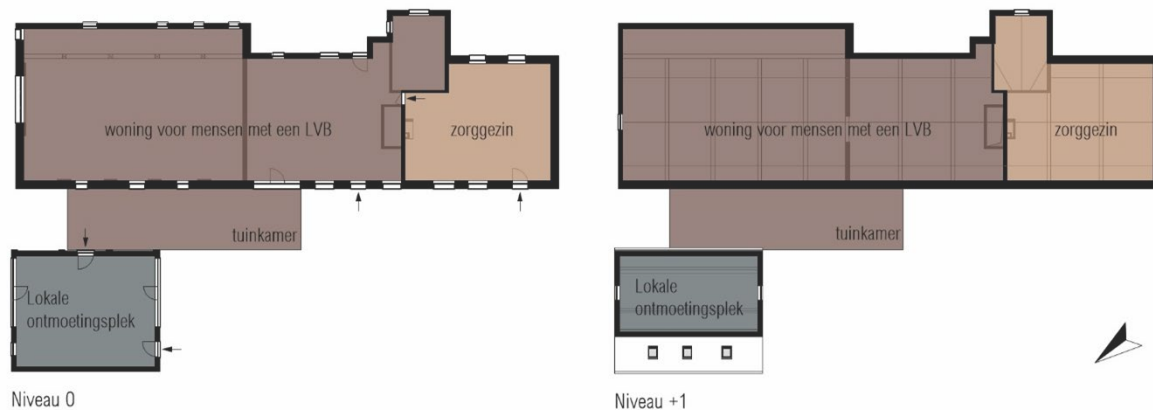 woning voor mensen met een LVB
zorggezin
tuinkamer
Lokale
ontmoetingsplek
Niveau 0
woning voor mensen met een LVB
zorggezin
tuinkamer
Lokale
ontmoetingsplek
Niveau +1